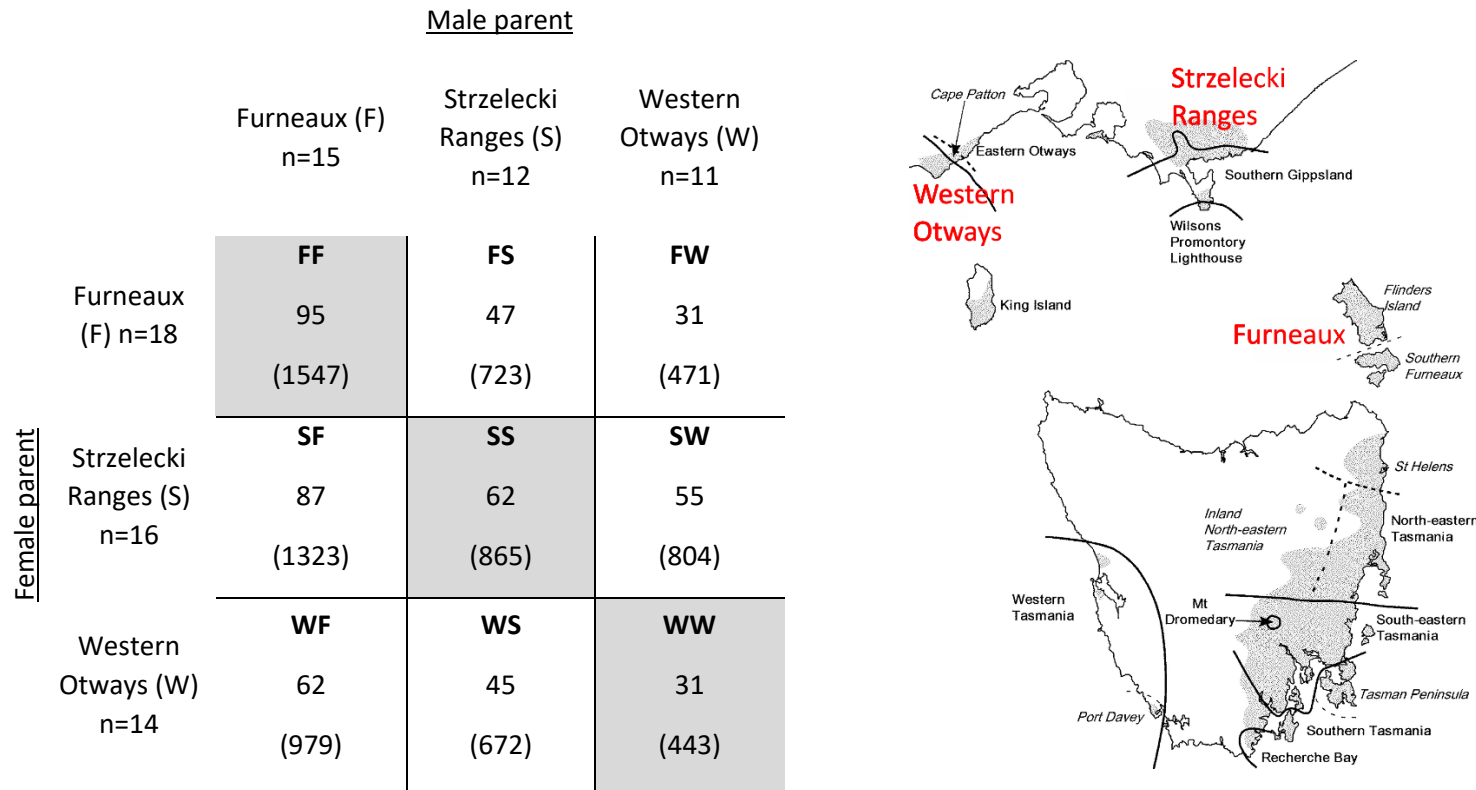 Male parent
Furneaux (F)
n=15
Strzelecki
Ranges (S)
n=12
Western
Otways (W)
n=11
Female parent
Furneaux
(F) n=18
FF
95
(1547)
FS
47
(723)
FW
31
(471)
Strzelecki
Ranges (S)
n=16
SF
87
(1323)
SS
62
(865)
SW
55
(804)
Western
Otways (W)
n=14
WF
62
(979)
WS
45
(672)
WW
31
(443)
Cape Patton
Strzelecki
Ranges
Eastern Otways
Southern Gippsland
Western
Otways
Wilsons
Promontory
Lighthouse
King Island
Flinders
Island
Furneaux
Southern
Furneaux
St Helens
Inland
North-eastern
Tasmania
North-eastern
Tasmania
Western
Tasmania
Mt
Dromedary
South-eastern
Tasmania
Tasman Peninsula
Port Davey
Southern Tasmania
Recherche Bay